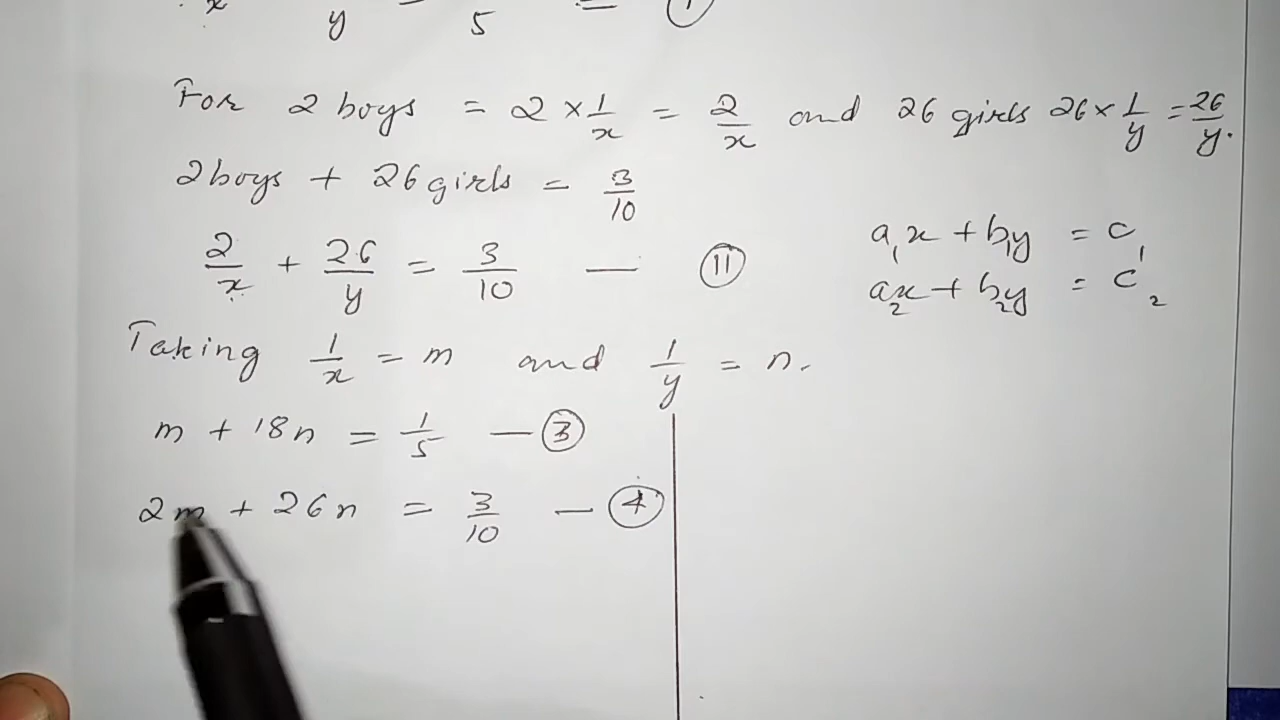 x y = 5 = 1
For 2 boys = 2 × 1/x = 2/x and 26 girls 26 × 1/y = 26/y.
2 boys + 26 girls = 3/10
2/x + 26/y = 3/10 — (11)
a₁x + b₁y = c₁
a₂x + b₂y = c₂
Taking 1/x = m and 1/y = n.
m + 18n = 1/5 — (3)
2m + 26n = 3/10 — (4)